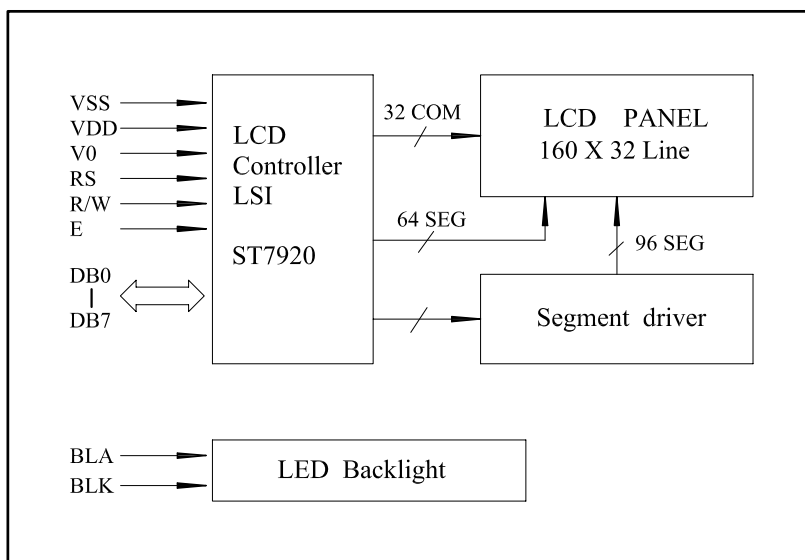 VSS
VDD
V0
RS
R/W
E
DB0
DB7
LCD
Controller
LSI
ST7920
32 COM
64 SEG
LCD PANEL
160 X 32 Line
96 SEG
Segment driver
BLA
BLK
LED Backlight